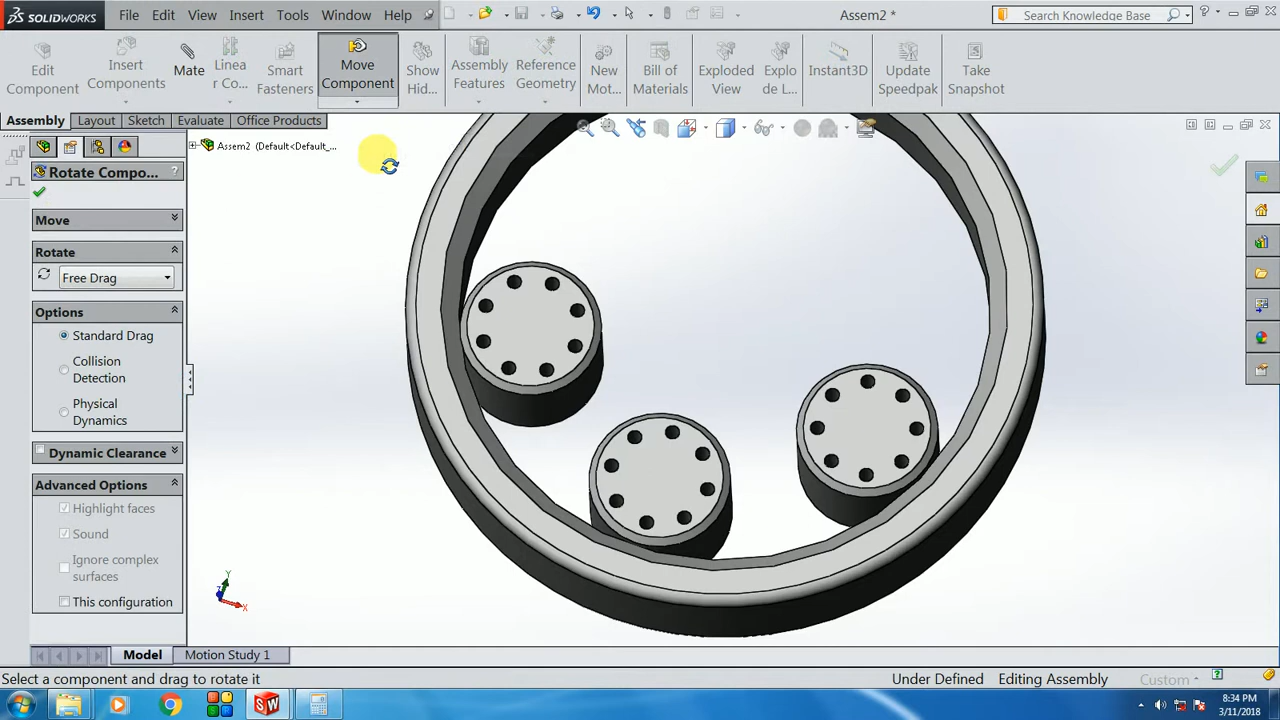 SOLIDWORKS File Edit View Insert Tools Window Help Assem2 * Search Knowledge Base ?
Edit Component
Insert Components
Mate
Linea r Co...
Smart Fasteners
Move Component
Show Hid...
Assembly Features
Reference Geometry
New Mot...
Bill of Materials
Exploded View
Explo de L...
Instant3D
Update Speedpak
Take Snapshot
Assembly Layout Sketch Evaluate Office Products
Assem2 (Default<Default_...
Rotate Compo...
Move
Rotate
Free Drag
Options
Standard Drag
Collision
Detection
Physical
Dynamics
Dynamic Clearance
Advanced Options
Highlight faces
Sound
Ignore complex
surfaces
This configuration
Y
X
Model Motion Study 1
Select a component and drag to rotate it Under Defined Editing Assembly Custom
8:34 PM
3/11/2018